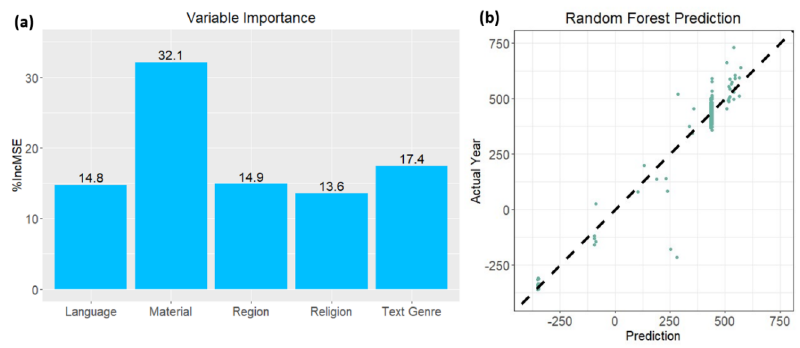 (a)
Variable Importance
%IncMSE
30
20
10
0
14.8
32.1
14.9
13.6
17.4
Language
Material
Region
Religion
Text Genre
(b)
Random Forest Prediction
Actual Year
750
500
250
0
-250
-250
0
250
500
750
Prediction